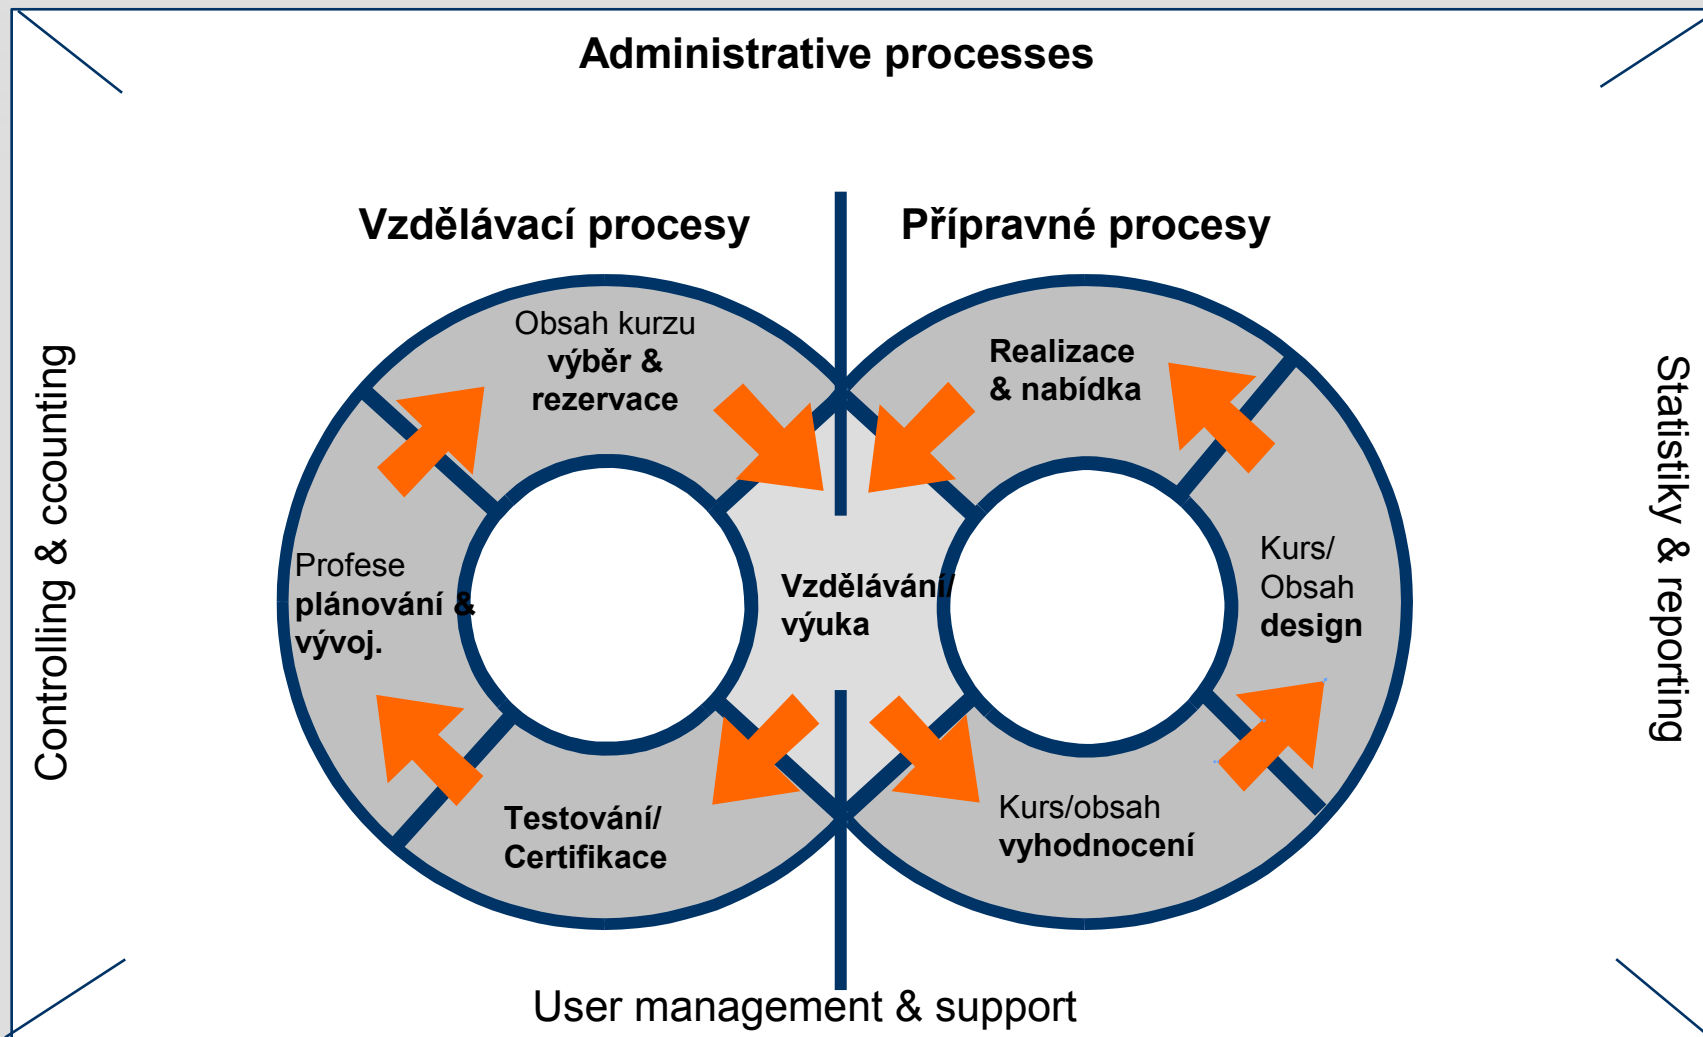 Administrative processes
Vzdělávací procesy
Přípravné procesy
Controlling & ccounting
Obsah kurzu
výběr &
rezervace
Realizace
& nabídka
Profese
plánování &
vývoj.
Vzdělávání/
výuka
Kurs/
Obsah
design
Testování/
Certifikace
Kurs/obsah
vyhodnocení
Statistiky & reporting
User management & support